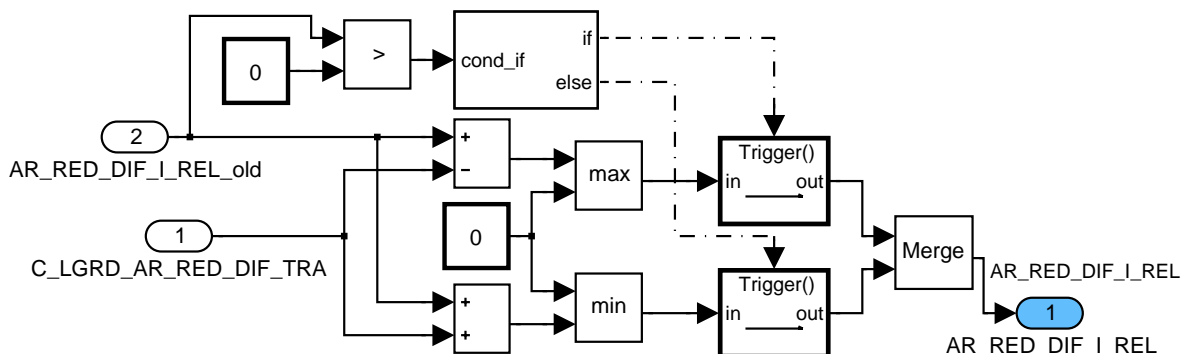 if
>
cond_if
0
else
2
+
AR_RED_DIF_I_REL_old
−
max
Trigger()
in
out
0
1
C_LGRD_AR_RED_DIF_TRA
Merge
AR_RED_DIF_I_REL
+
+
min
Trigger()
in
out
1
AR_RED_DIF_I_REL